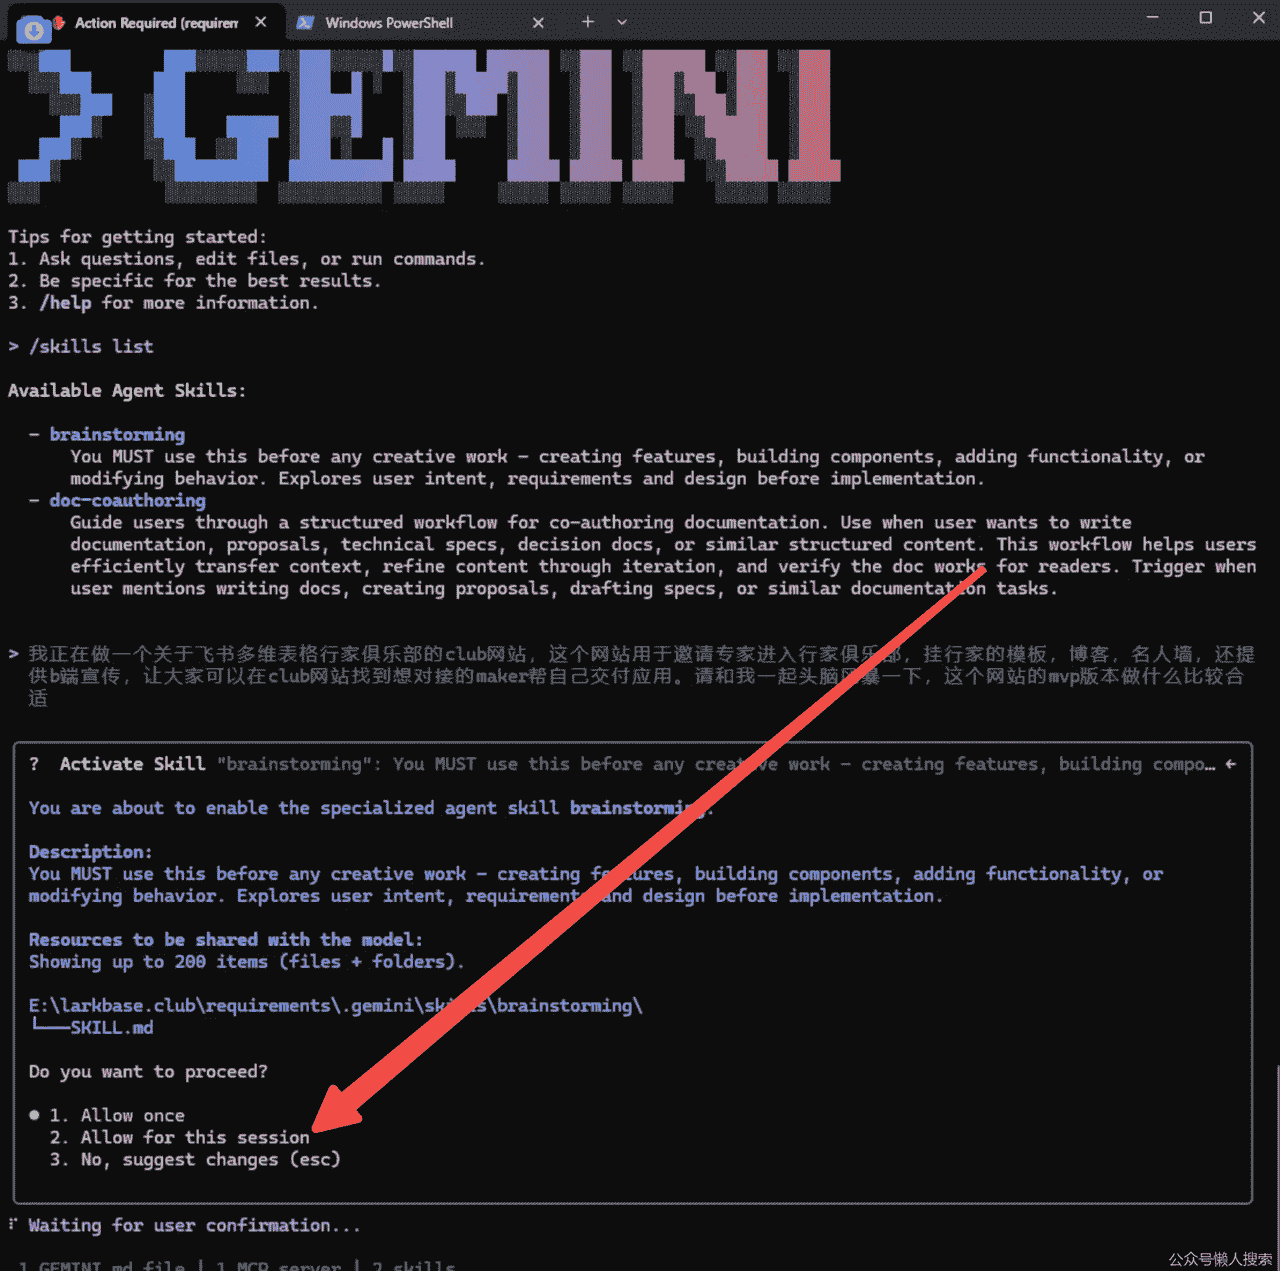 Action Required (requirem
Windows PowerShell
GEMINI
Tips for getting started:
1. Ask questions, edit files, or run commands.
2. Be specific for the best results.
3. /help for more information.
> /skills list
Available Agent Skills:
- brainstorming
You MUST use this before any creative work - creating features, building components, adding functionality, or
modifying behavior. Explores user intent, requirements and design before implementation.
- doc-coauthoring
Guide users through a structured workflow for co-authoring documentation. Use when user wants to write
documentation, proposals, technical specs, decision docs, or similar structured content. This workflow helps users
efficiently transfer context, refine content through iteration, and verify the doc works for readers. Trigger when
user mentions writing docs, creating proposals, drafting specs, or similar documentation tasks.
> 我正在做一个关于飞书多维表格行家俱乐部的club网站，这个网站用于邀请专家进入行家俱乐部，挂行家的模板，博客，名人墙，还提
供b端宣传，让大家可以在club网站找到想对接的maker帮自己交付应用。请和我一起头脑风暴一下，这个网站的mvp版本做什么比较合
适
? Activate Skill "brainstorming": You MUST use this before any creative work - creating features, building compo… ←
You are about to enable the specialized agent skill brainstorming.
Description:
You MUST use this before any creative work - creating features, building components, adding functionality, or
modifying behavior. Explores user intent, requirements and design before implementation.
Resources to be shared with the model:
Showing up to 200 items (files + folders).
E:\larkbase.club\requirements\.gemini\skills\brainstorming\
└───SKILL.md
Do you want to proceed?
● 1. Allow once
2. Allow for this session
3. No, suggest changes (esc)
Waiting for user confirmation...
1 GEMINI.md file | 1 MCP server | 2 skills
公众号懒人搜索